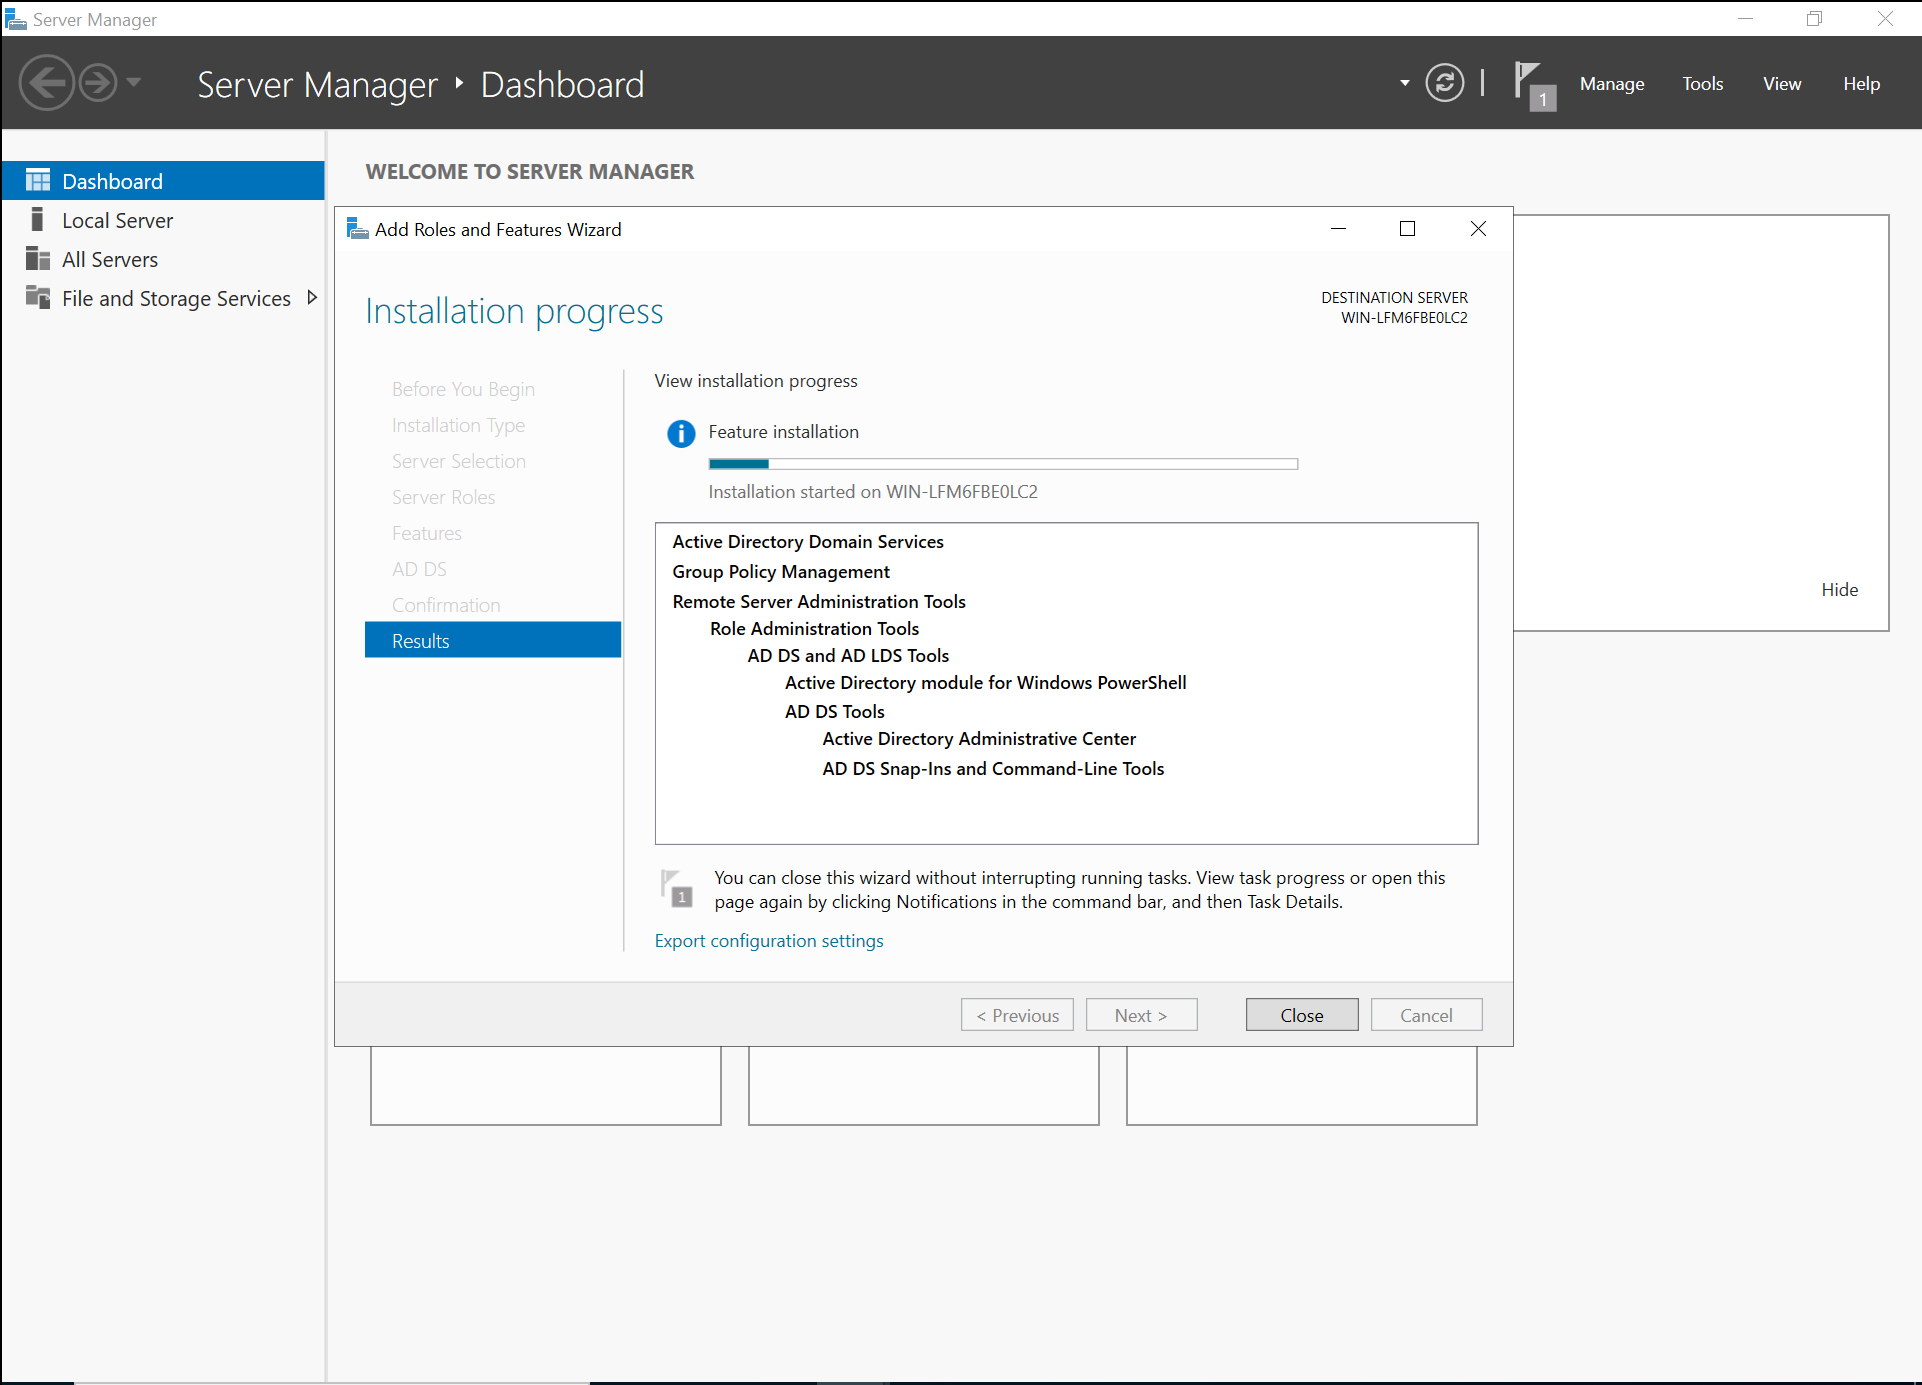 Server Manager
Server Manager ‣ Dashboard
1
Manage
Tools
View
Help
Dashboard
Local Server
All Servers
File and Storage Services
WELCOME TO SERVER MANAGER
Hide
Add Roles and Features Wizard
Installation progress
DESTINATION SERVER
WIN-LFM6FBE0LC2
Before You Begin
Installation Type
Server Selection
Server Roles
Features
AD DS
Confirmation
Results
View installation progress
Feature installation
Installation started on WIN-LFM6FBE0LC2
Active Directory Domain Services
Group Policy Management
Remote Server Administration Tools
Role Administration Tools
AD DS and AD LDS Tools
Active Directory module for Windows PowerShell
AD DS Tools
Active Directory Administrative Center
AD DS Snap-Ins and Command-Line Tools
1
You can close this wizard without interrupting running tasks. View task progress or open this
page again by clicking Notifications in the command bar, and then Task Details.
Export configuration settings
< Previous
Next >
Close
Cancel